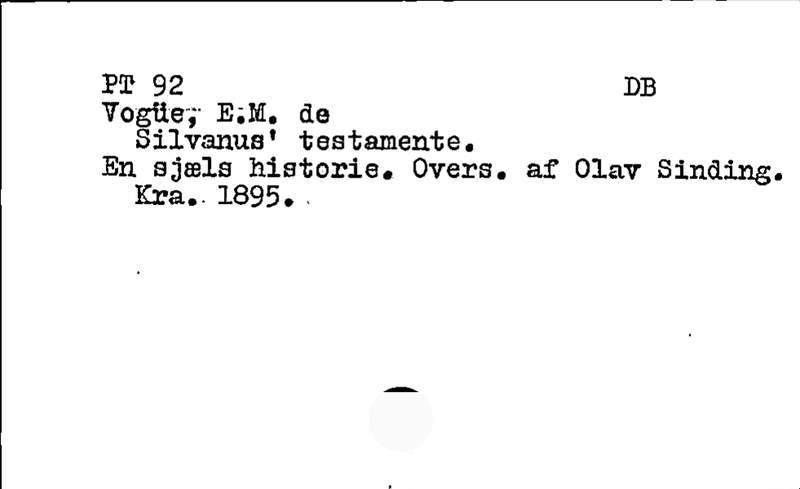 PT 92 DB
Vogüe, E.M. de
Silvanus' testamente.
En sjæls historie. Overs. af Olav Sinding.
Kra. 1895.